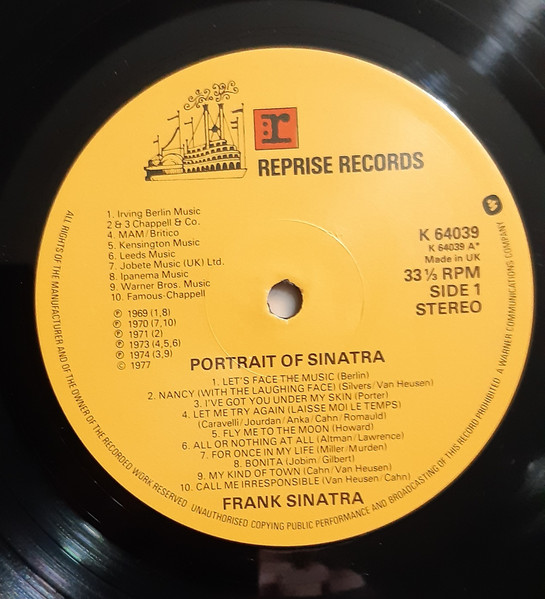 r
REPRISE RECORDS
1. Irving Berlin Music
2 & 3 Chappell & Co.
4. MAM/Britico
5. Kensington Music
6. Leeds Music
7. Jobete Music (UK) Ltd.
8. Ipanema Music
9. Warner Bros. Music
10. Famous-Chappell
K 64039
K 64039 A*
Made in UK
33⅓ RPM
SIDE 1
STEREO
℗ 1969 (1,8)
℗ 1970 (7,10)
℗ 1971 (2)
℗ 1973 (4,5,6)
℗ 1974 (3,9)
© 1977
PORTRAIT OF SINATRA
1. LET'S FACE THE MUSIC (Berlin)
2. NANCY (WITH THE LAUGHING FACE) (Silvers/Van Heusen)
3. I'VE GOT YOU UNDER MY SKIN (Porter)
4. LET ME TRY AGAIN (LAISSE MOI LE TEMPS)
(Caravelli/Jourdan/Anka/Cahn/Romauld)
5. FLY ME TO THE MOON (Howard)
6. ALL OR NOTHING AT ALL (Altman/Lawrence)
7. FOR ONCE IN MY LIFE (Miller/Murden)
8. BONITA (Jobim/Gilbert)
9. MY KIND OF TOWN (Cahn/Van Heusen)
10. CALL ME IRRESPONSIBLE (Van Heusen/Cahn)
FRANK SINATRA
ALL RIGHTS OF THE MANUFACTURER AND OF THE OWNER OF THE RECORDED WORK RESERVED. UNAUTHORISED COPYING PUBLIC PERFORMANCE AND BROADCASTING OF THIS RECORD PROHIBITED. A WARNER COMMUNICATIONS COMPANY